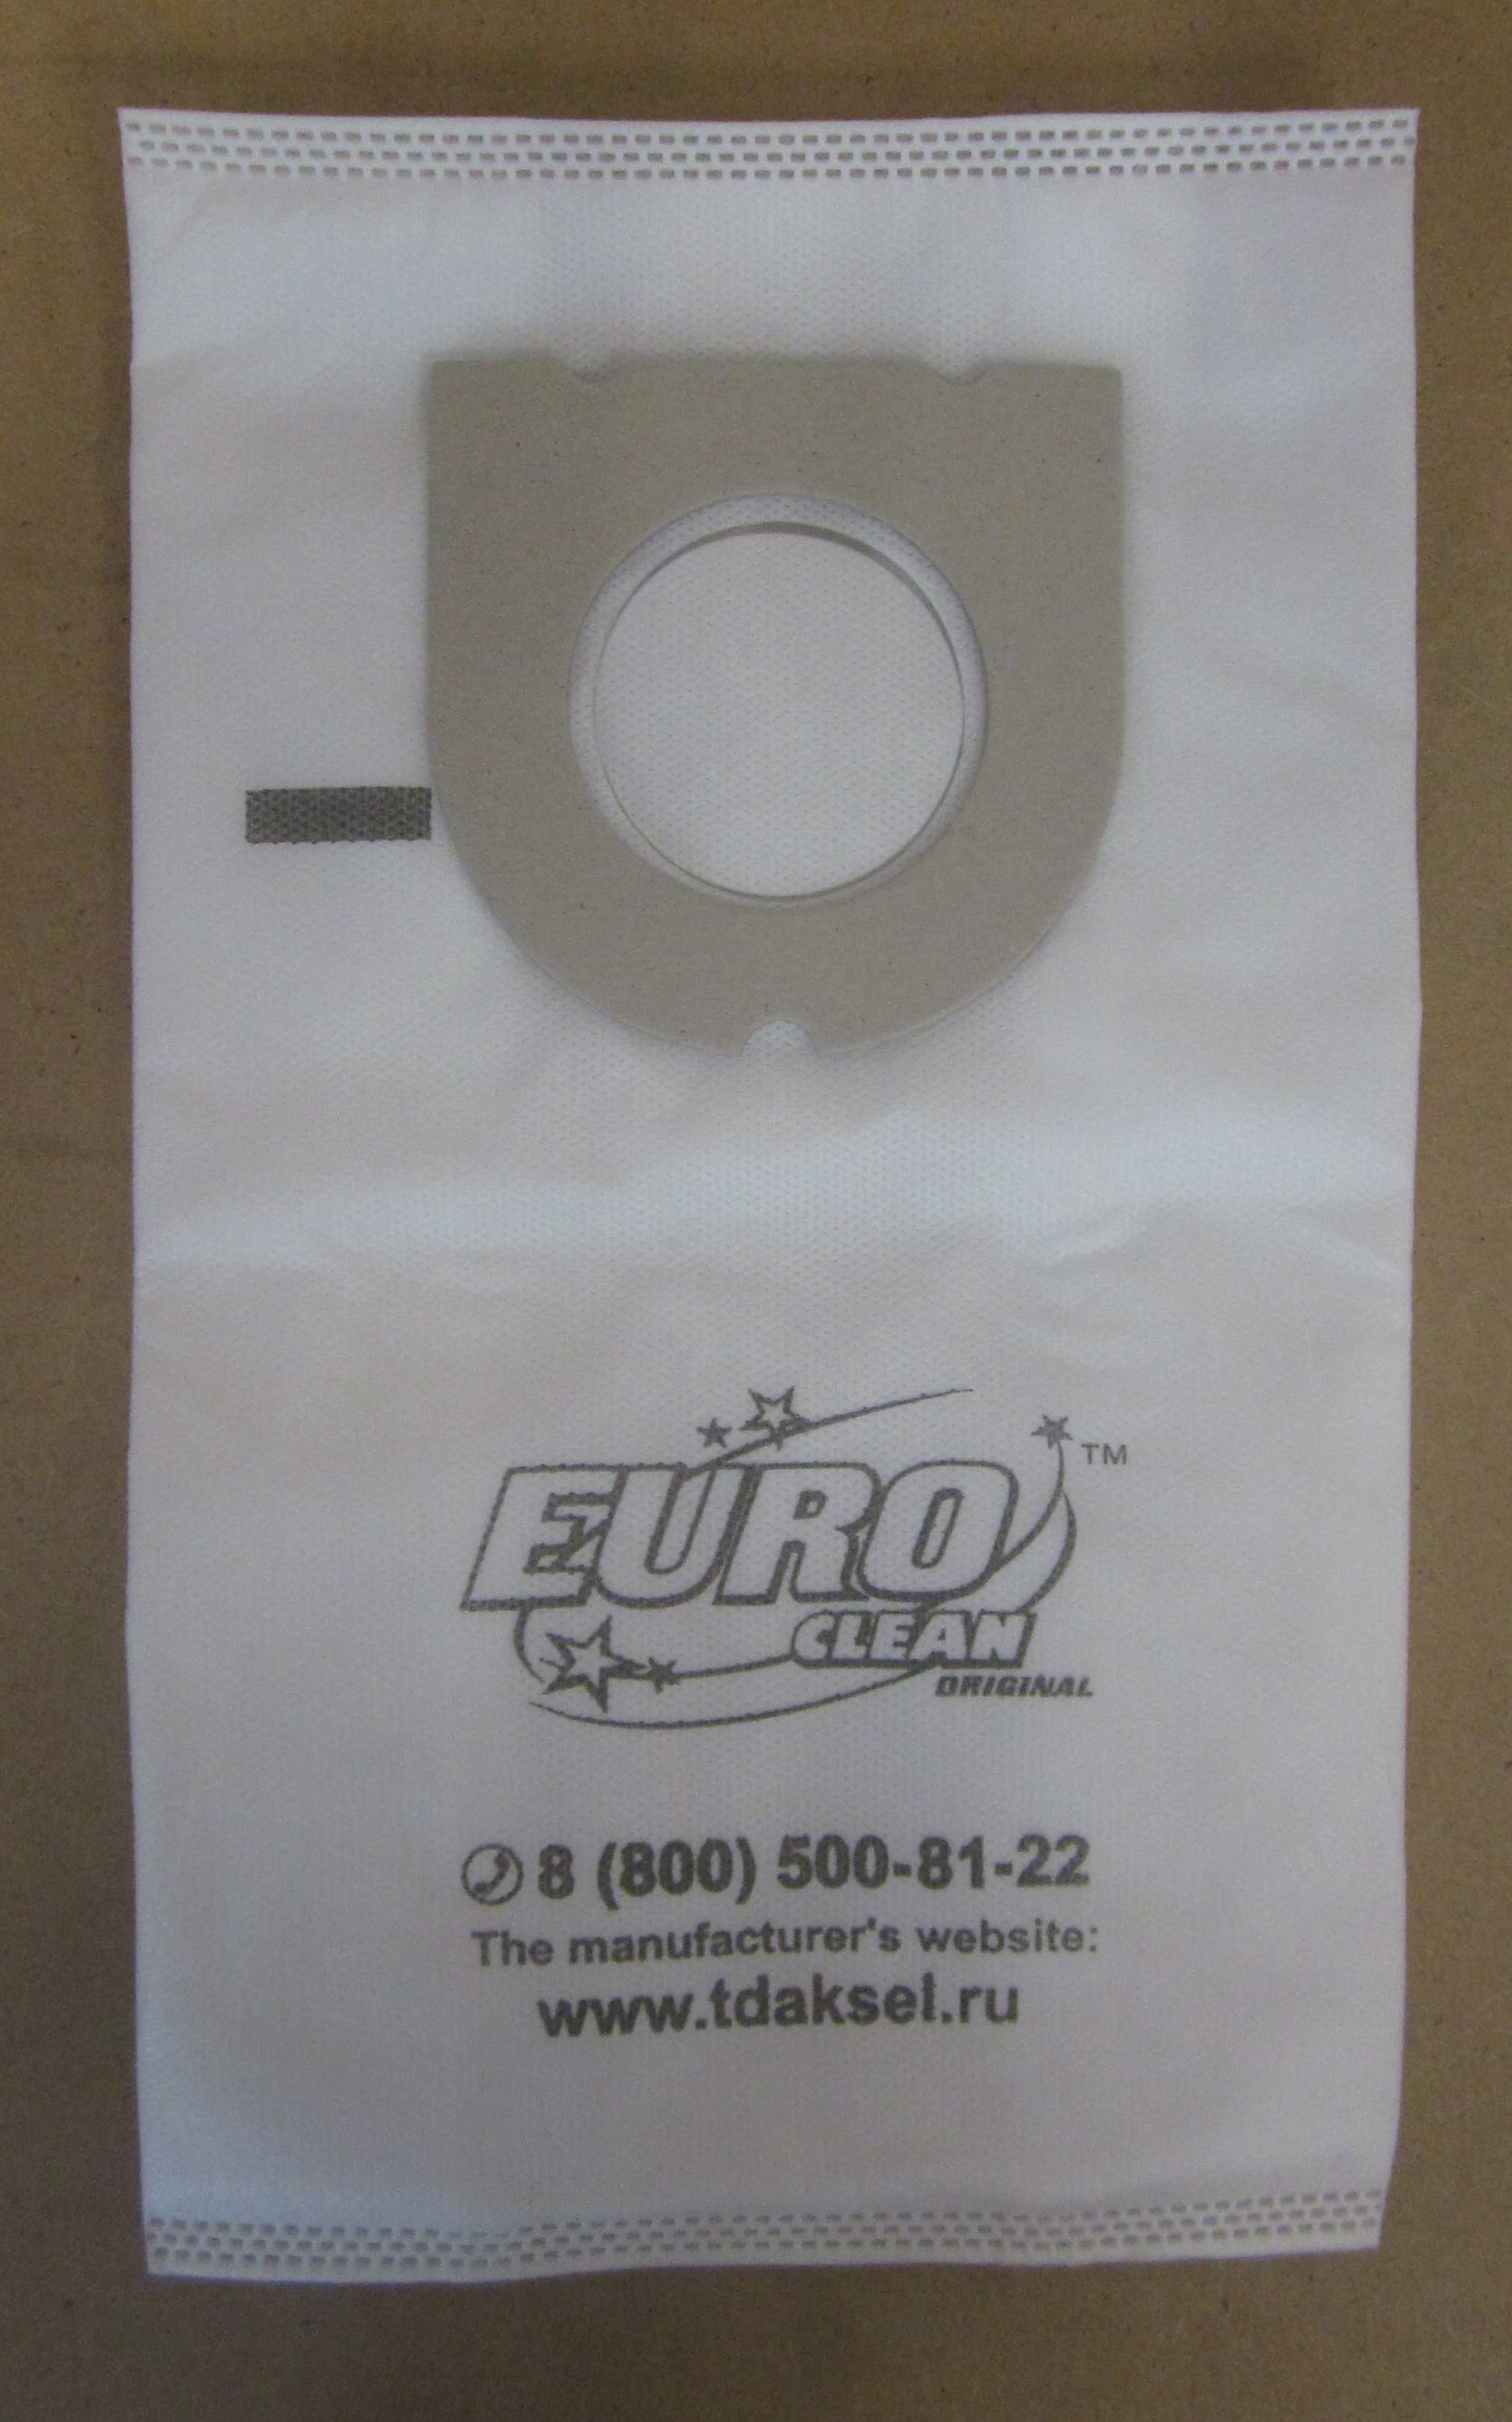 EURO TM
CLEAN
ORIGINAL
8 (800) 500-81-22
The manufacturer's website:
www.tdaksel.ru